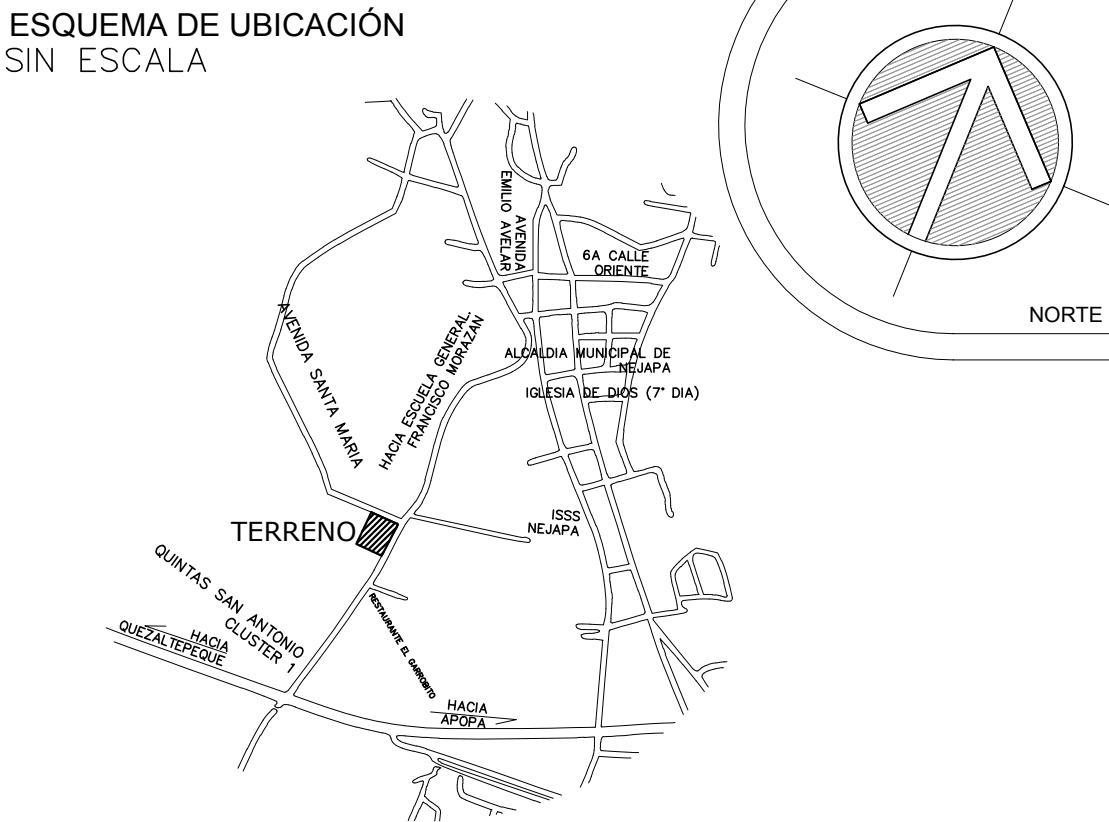 ESQUEMA DE UBICACIÓN
SIN ESCALA
NORTE
AVENIDA
EMILIO AVELAR
6A CALLE
ORIENTE
AVENIDA SANTA MARIA
HACIA ESCUELA GENERAL
FRANCISCO MORAZAN
ALCALDIA MUNICIPAL DE
NEJAPA
IGLESIA DE DIOS (7° DIA)
ISSS
NEJAPA
TERRENO
QUINTAS SAN ANTONIO
CLUSTER 1
RESTAURANTE EL GARROBITO
HACIA
QUEZALTEPEQUE
HACIA
APOPA